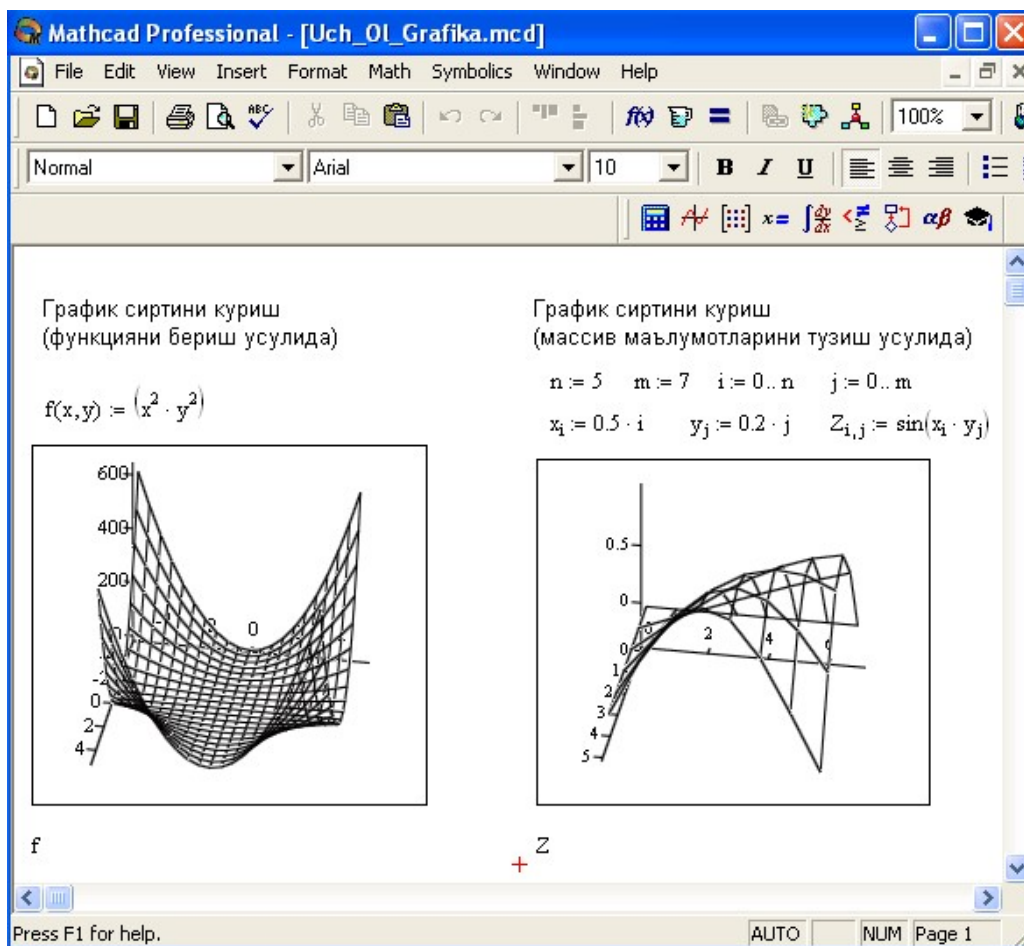 Mathcad Professional - [Uch_Ol_Grafika.mcd]
File Edit View Insert Format Math Symbolics Window Help
100%
Normal Arial 10 B I U
График сиртини куриш
(функцияни бериш усулида)
f(x,y) := (x² · y²)
600
400
200
0
0
2
4
f
График сиртини куриш
(массив маълумотларини тузиш усулида)
n := 5 m := 7 i := 0.. n j := 0.. m
xᵢ := 0.5 · i yⱼ := 0.2 · j Z i,j := sin(xᵢ · yⱼ)
0.5
0
0 2 4
1
2
3
4
5
Z
Press F1 for help. AUTO NUM Page 1